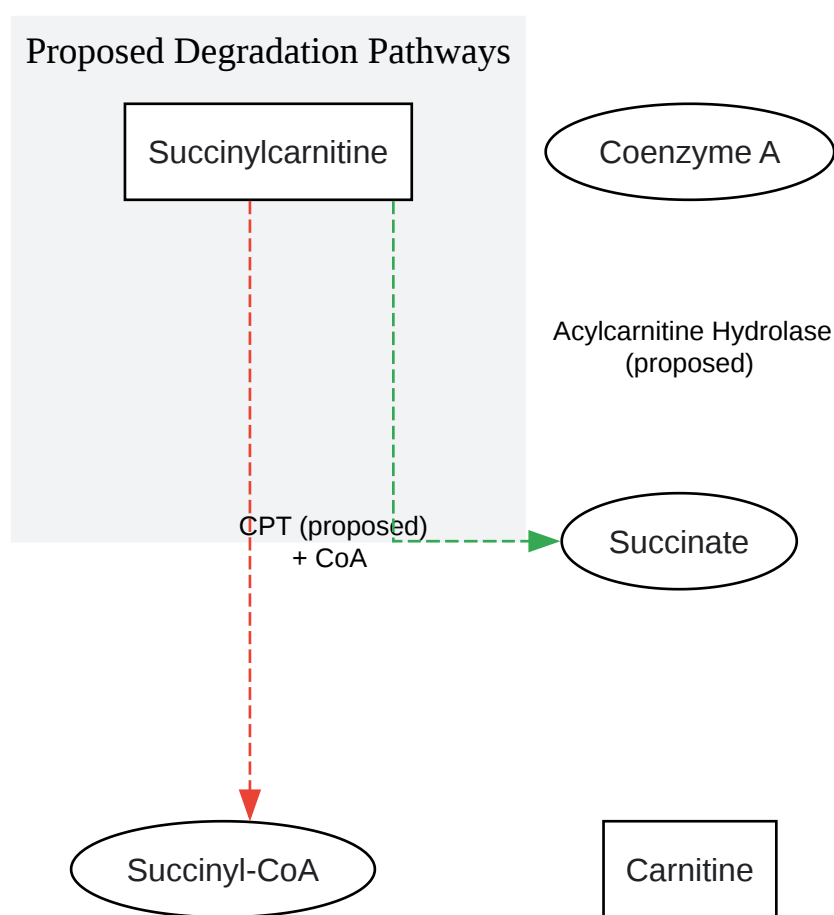 Proposed Degradation Pathways
Succinylcarnitine
Coenzyme A
Acylcarnitine Hydrolase
(proposed)
CPT (proposed)
+ CoA
Succinate
Succinyl-CoA
Carnitine